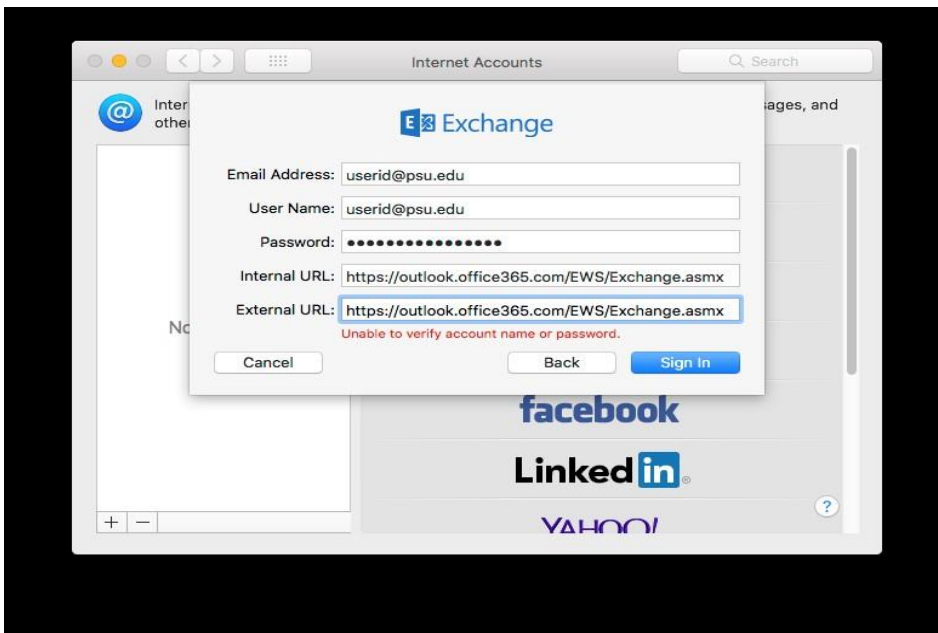 Internet Accounts
Search
Inter
other
ages, and
E Exchange
Email Address: userid@psu.edu
User Name: userid@psu.edu
Password: ••••••••••••••••
Internal URL: https://outlook.office365.com/EWS/Exchange.asmx
External URL: https://outlook.office365.com/EWS/Exchange.asmx
No
Unable to verify account name or password.
Cancel
Back
Sign In
facebook
Linked in
YAHOO!
+ −
?